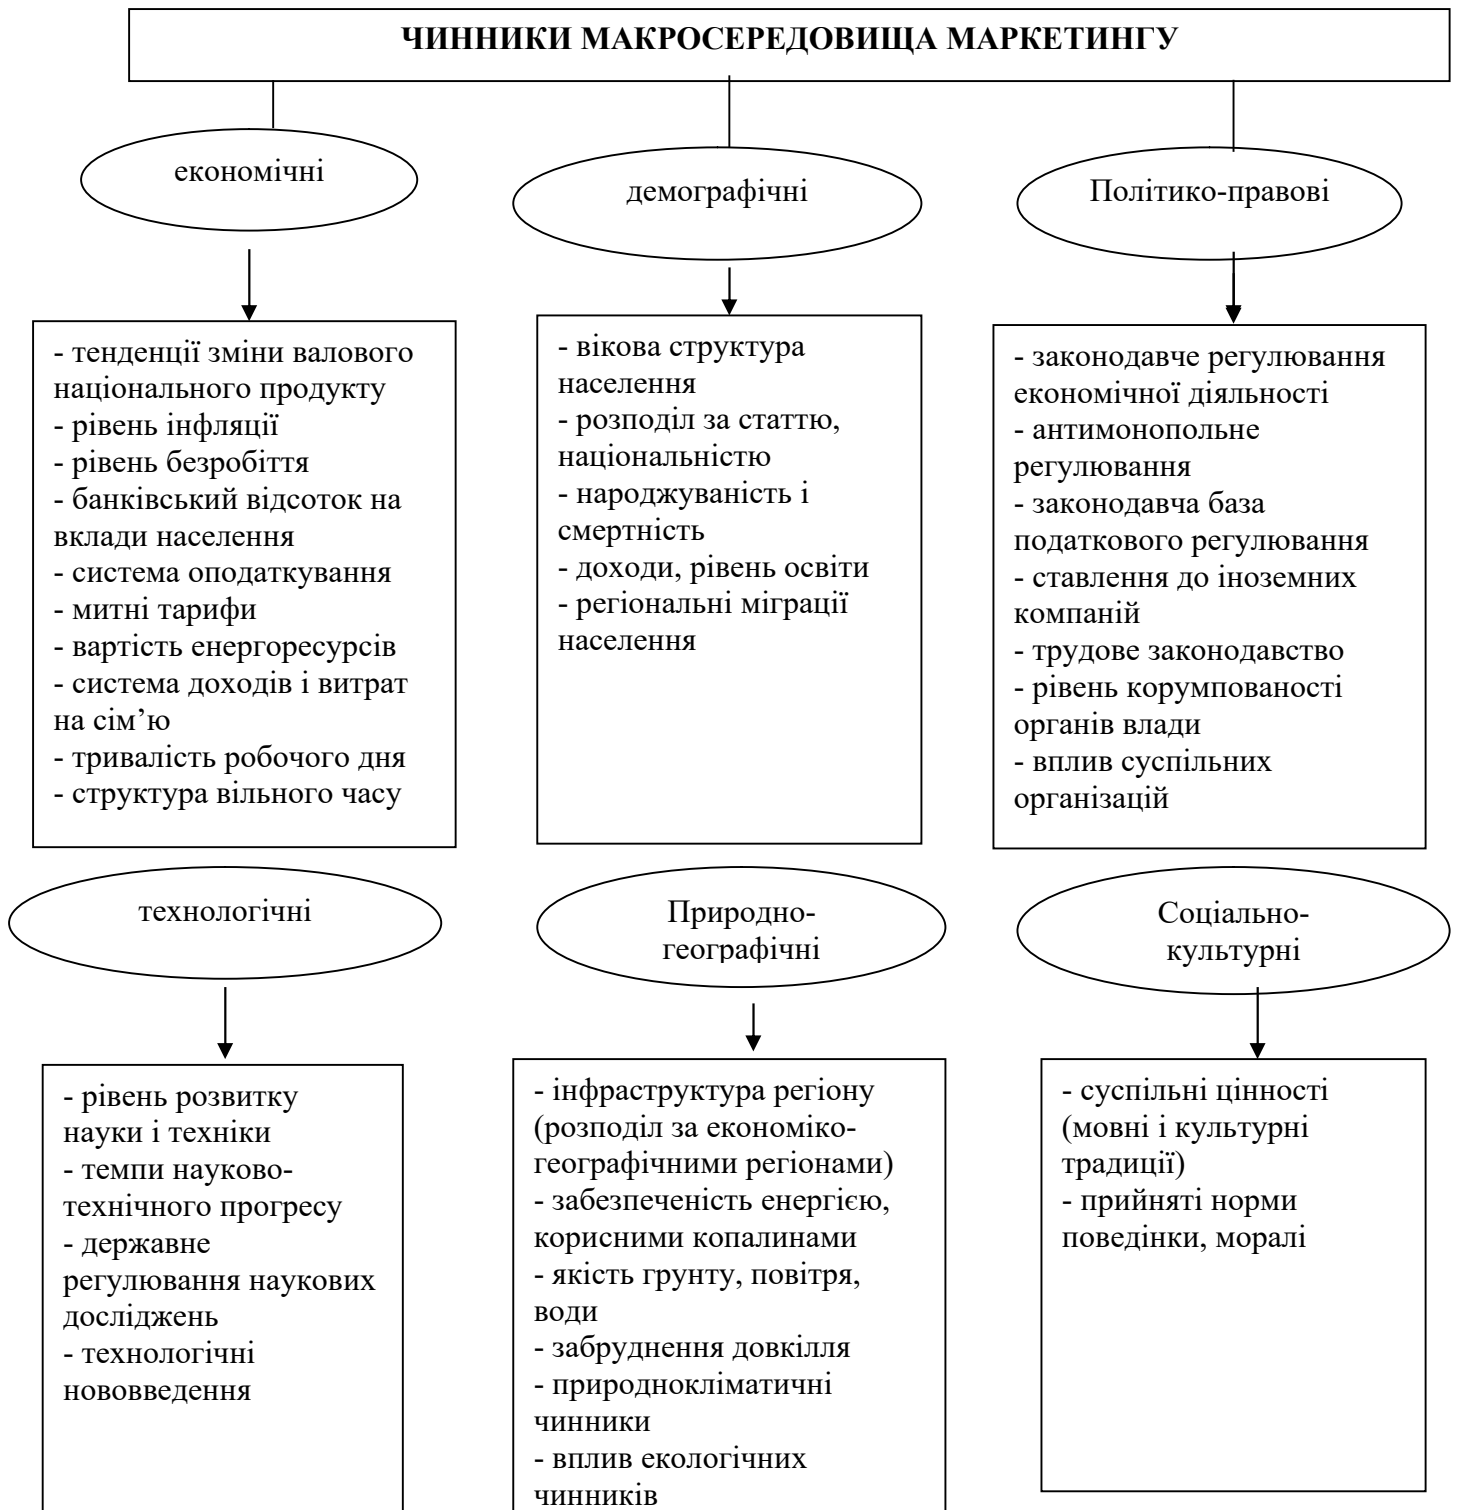 ЧИННИКИ МАКРОСЕРЕДОВИЩА МАРКЕТИНГУ
економічні
демографічні
Політико-правові
- тенденції зміни валового
національного продукту
- рівень інфляції
- рівень безробіття
- банківський відсоток на
вклади населення
- система оподаткування
- митні тарифи
- вартість енергоресурсів
- система доходів і витрат
на сім’ю
- тривалість робочого дня
- структура вільного часу
- вікова структура
населення
- розподіл за статтю,
національністю
- народжуваність і
смертність
- доходи, рівень освіти
- регіональні міграції
населення
- законодавче регулювання
економічної діяльності
- антимонопольне
регулювання
- законодавча база
податкового регулювання
- ставлення до іноземних
компаній
- трудове законодавство
- рівень корумпованості
органів влади
- вплив суспільних
організацій
технологічні
Природно-
географічні
Соціально-
культурні
- рівень розвитку
науки і техніки
- темпи науково-
технічного прогресу
- державне
регулювання наукових
досліджень
- технологічні
нововведення
- інфраструктура регіону
(розподіл за економіко-
географічними регіонами)
- забезпеченість енергією,
корисними копалинами
- якість грунту, повітря,
води
- забруднення довкілля
- природнокліматичні
чинники
- вплив екологічних
чинників
- суспільні цінності
(мовні і культурні
традиції)
- прийняті норми
поведінки, моралі